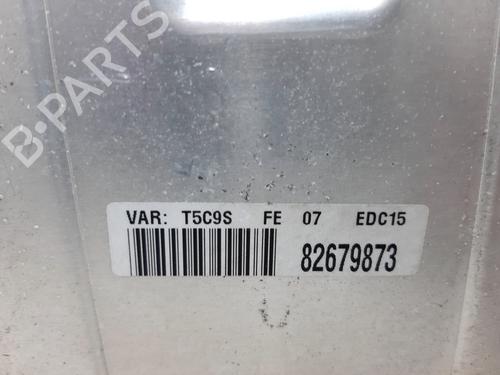 B-PARTS
VAR: T5C9S FE 07 EDC15
82679873